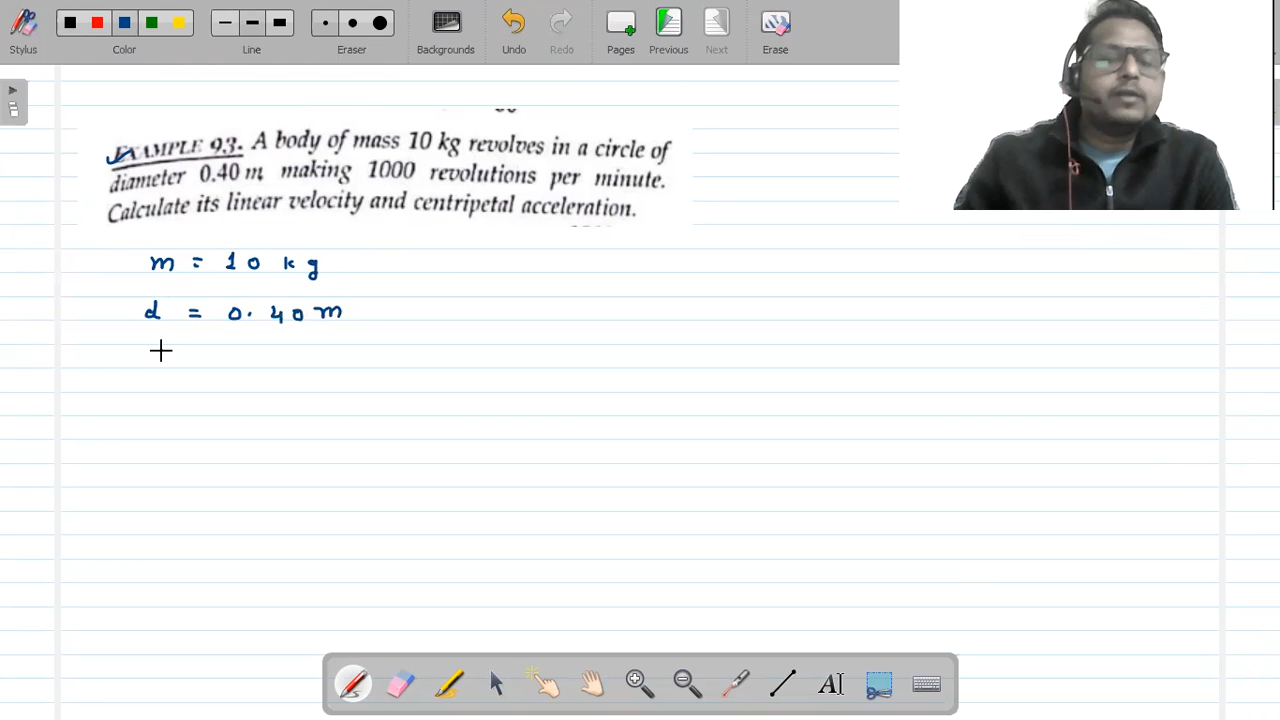 Stylus Color Line Eraser Backgrounds Undo Redo Pages Previous Next Erase
EXAMPLE 93. A body of mass 10 kg revolves in a circle of
diameter 0.40 m making 1000 revolutions per minute.
Calculate its linear velocity and centripetal acceleration.
m = 10 kg
d = 0.40 m